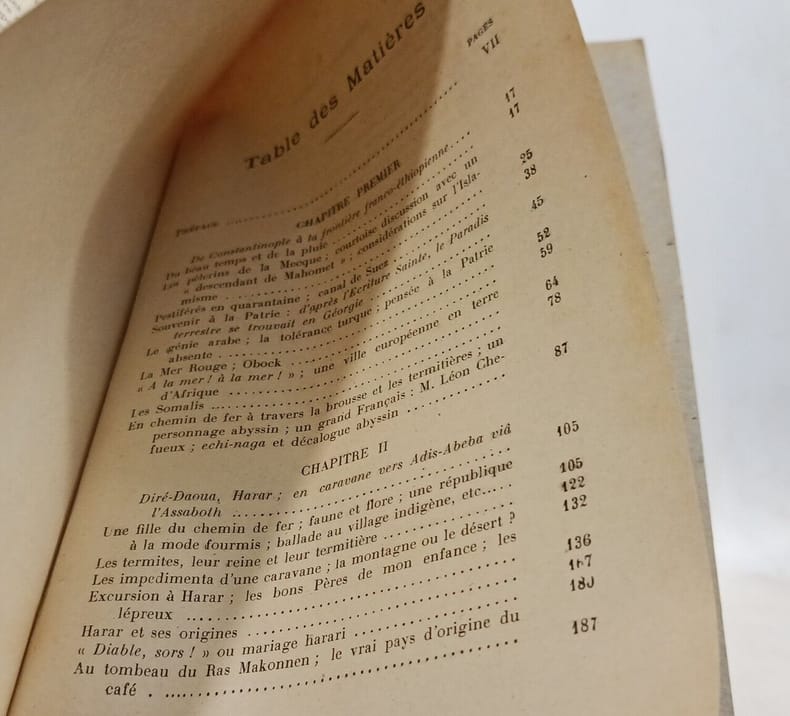 Table des Matières
PAGES
PRÉFACE VII
CHAPITRE PREMIER
De Constantinople à la frontière franco-éthiopienne.... 17
Du beau temps et de la pluie 17
Les pèlerins de la Mecque ; courtoise discussion avec un
« descendant de Mahomet » ; considérations sur l'Isla-
misme 25
Pestiférés en quarantaine ; canal de Suez 38
Souvenir à la Patrie : d'après l'Ecriture Sainte, le Paradis
terrestre se trouvait en Géorgie 45
Le génie arabe ; la tolérance turque ; pensée à la Patrie
absente 52
La Mer Rouge ; Obock 59
« A la mer ! à la mer ! » ; une ville européenne en terre
d'Afrique 64
Les Somalis 78
En chemin de fer à travers la brousse et les termitières ; un
personnage abyssin ; un grand Français : M. Léon Che-
fueux ; echi-naga et décalogue abyssin 87
CHAPITRE II
Diré-Daoua, Harar ; en caravane vers Adis-Abeba viâ
l'Assaboth 105
Une fille du chemin de fer ; faune et flore ; une république
à la mode fourmis ; ballade au village indigène, etc.... 105
Les termites, leur reine et leur termitière 122
Les impedimenta d'une caravane ; la montagne ou le désert ? 132
Excursion à Harar ; les bons Pères de mon enfance ; les
lépreux 136
Harar et ses origines 167
« Diable, sors ! » ou mariage harari 180
Au tombeau du Ras Makonnen ; le vrai pays d'origine du
café 187